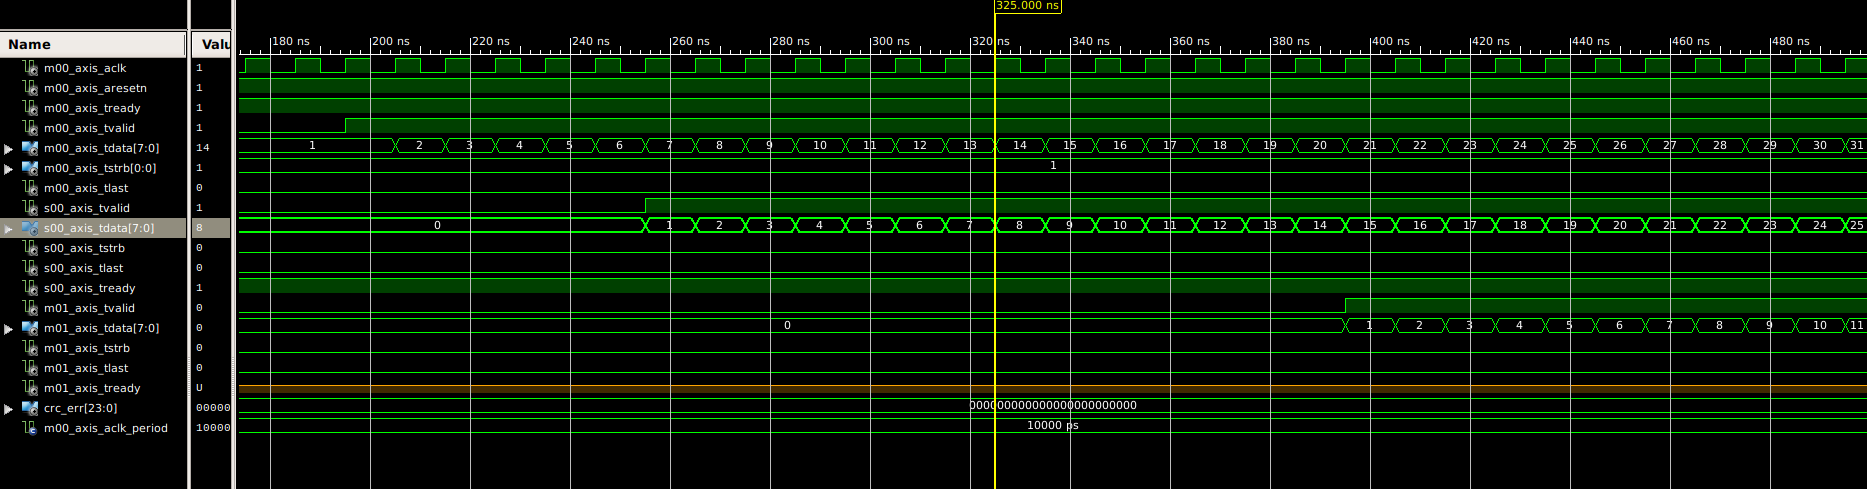 325.000 ns
Name Valu 180 ns 200 ns 220 ns 240 ns 260 ns 280 ns 300 ns 320 ns 340 ns 360 ns 380 ns 400 ns 420 ns 440 ns 460 ns 480 ns
m00_axis_aclk 1
m00_axis_aresetn 1
m00_axis_tready 1
m00_axis_tvalid 1
m00_axis_tdata[7:0] 14 1 2 3 4 5 6 7 8 9 10 11 12 13 14 15 16 17 18 19 20 21 22 23 24 25 26 27 28 29 30 31
m00_axis_tstrb[0:0] 1 1
m00_axis_tlast 0
s00_axis_tvalid 1
s00_axis_tdata[7:0] 8 0 1 2 3 4 5 6 7 8 9 10 11 12 13 14 15 16 17 18 19 20 21 22 23 24 25
s00_axis_tstrb 0
s00_axis_tlast 0
s00_axis_tready 1
m01_axis_tvalid 0
m01_axis_tdata[7:0] 0 0 1 2 3 4 5 6 7 8 9 10 11
m01_axis_tstrb 0
m01_axis_tlast 0
m01_axis_tready U
crc_err[23:0] 00000 000000000000000000000000
m00_axis_aclk_period 10000 10000 ps